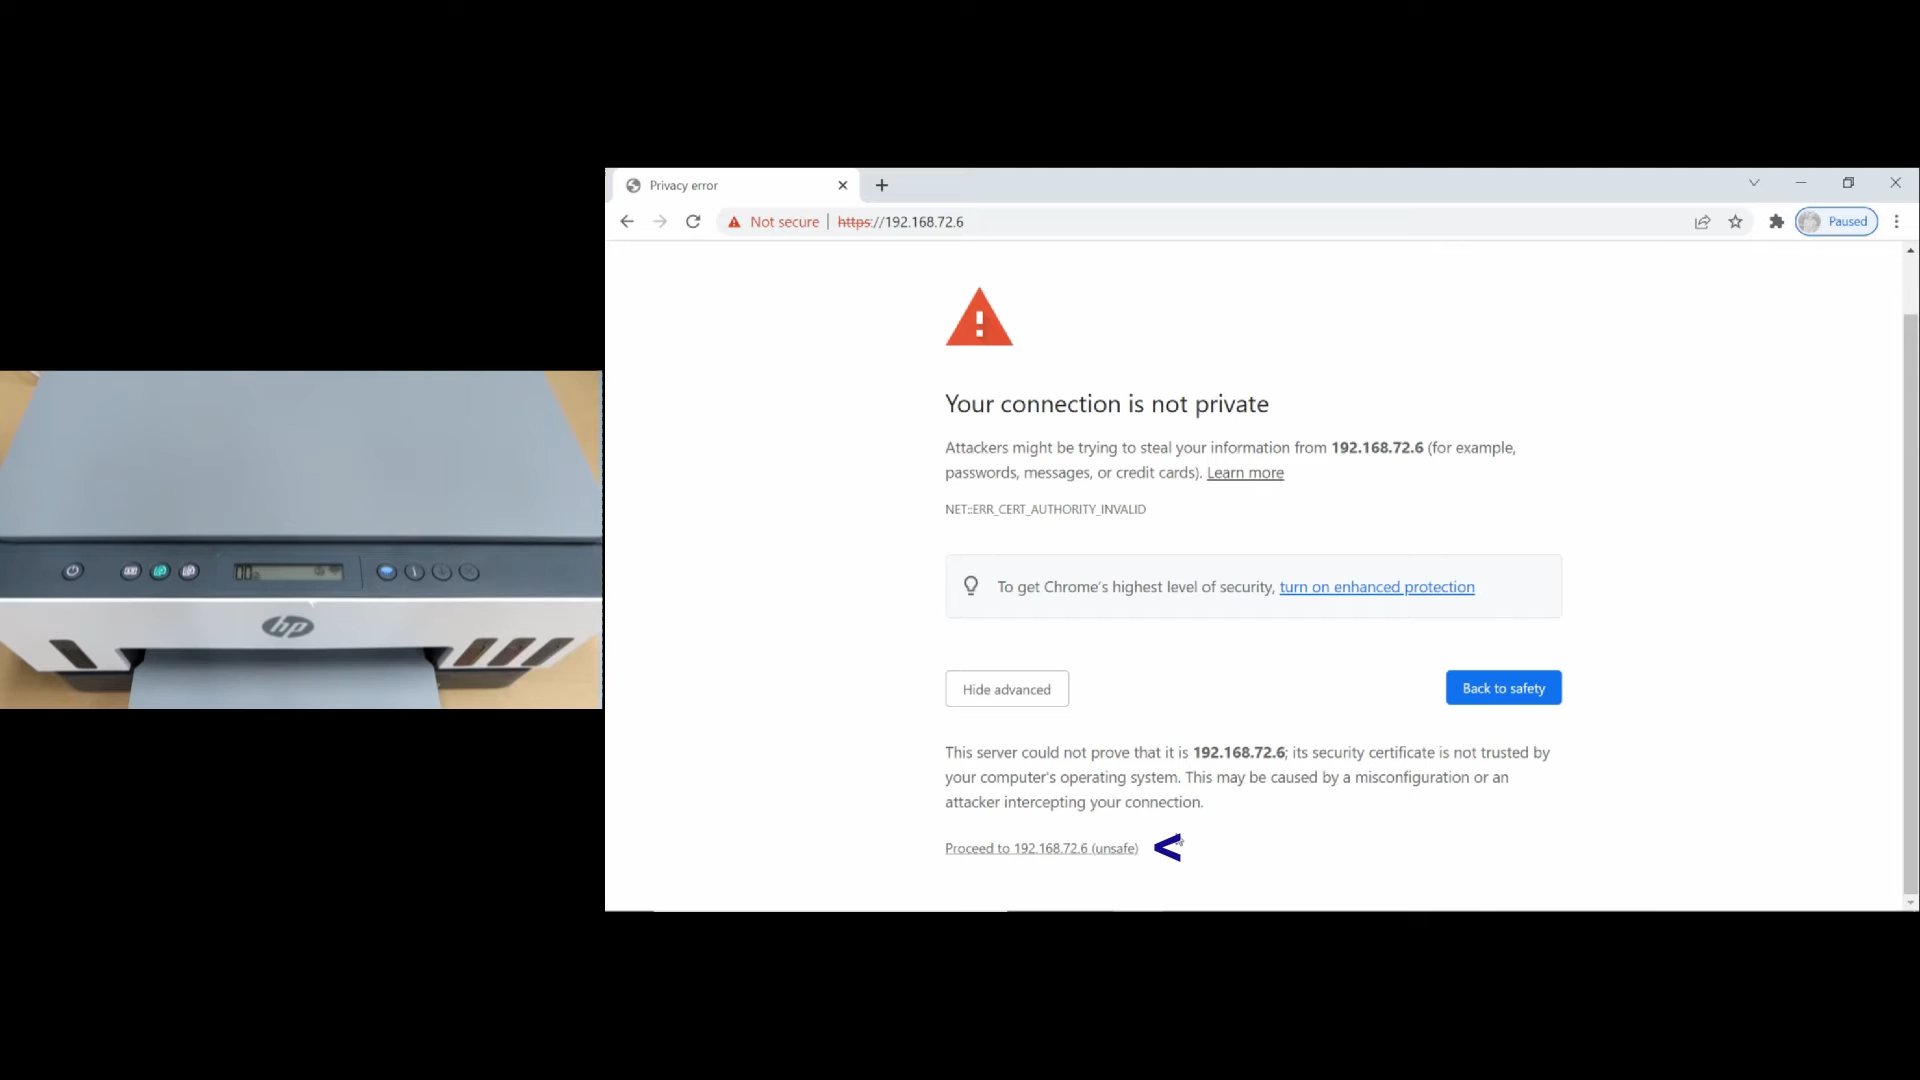 Privacy error
Not secure | https://192.168.72.6
Paused
Your connection is not private
Attackers might be trying to steal your information from 192.168.72.6 (for example,
passwords, messages, or credit cards). Learn more
NET::ERR_CERT_AUTHORITY_INVALID
To get Chrome's highest level of security, turn on enhanced protection
Hide advanced
Back to safety
This server could not prove that it is 192.168.72.6; its security certificate is not trusted by
your computer's operating system. This may be caused by a misconfiguration or an
attacker intercepting your connection.
Proceed to 192.168.72.6 (unsafe)
hp